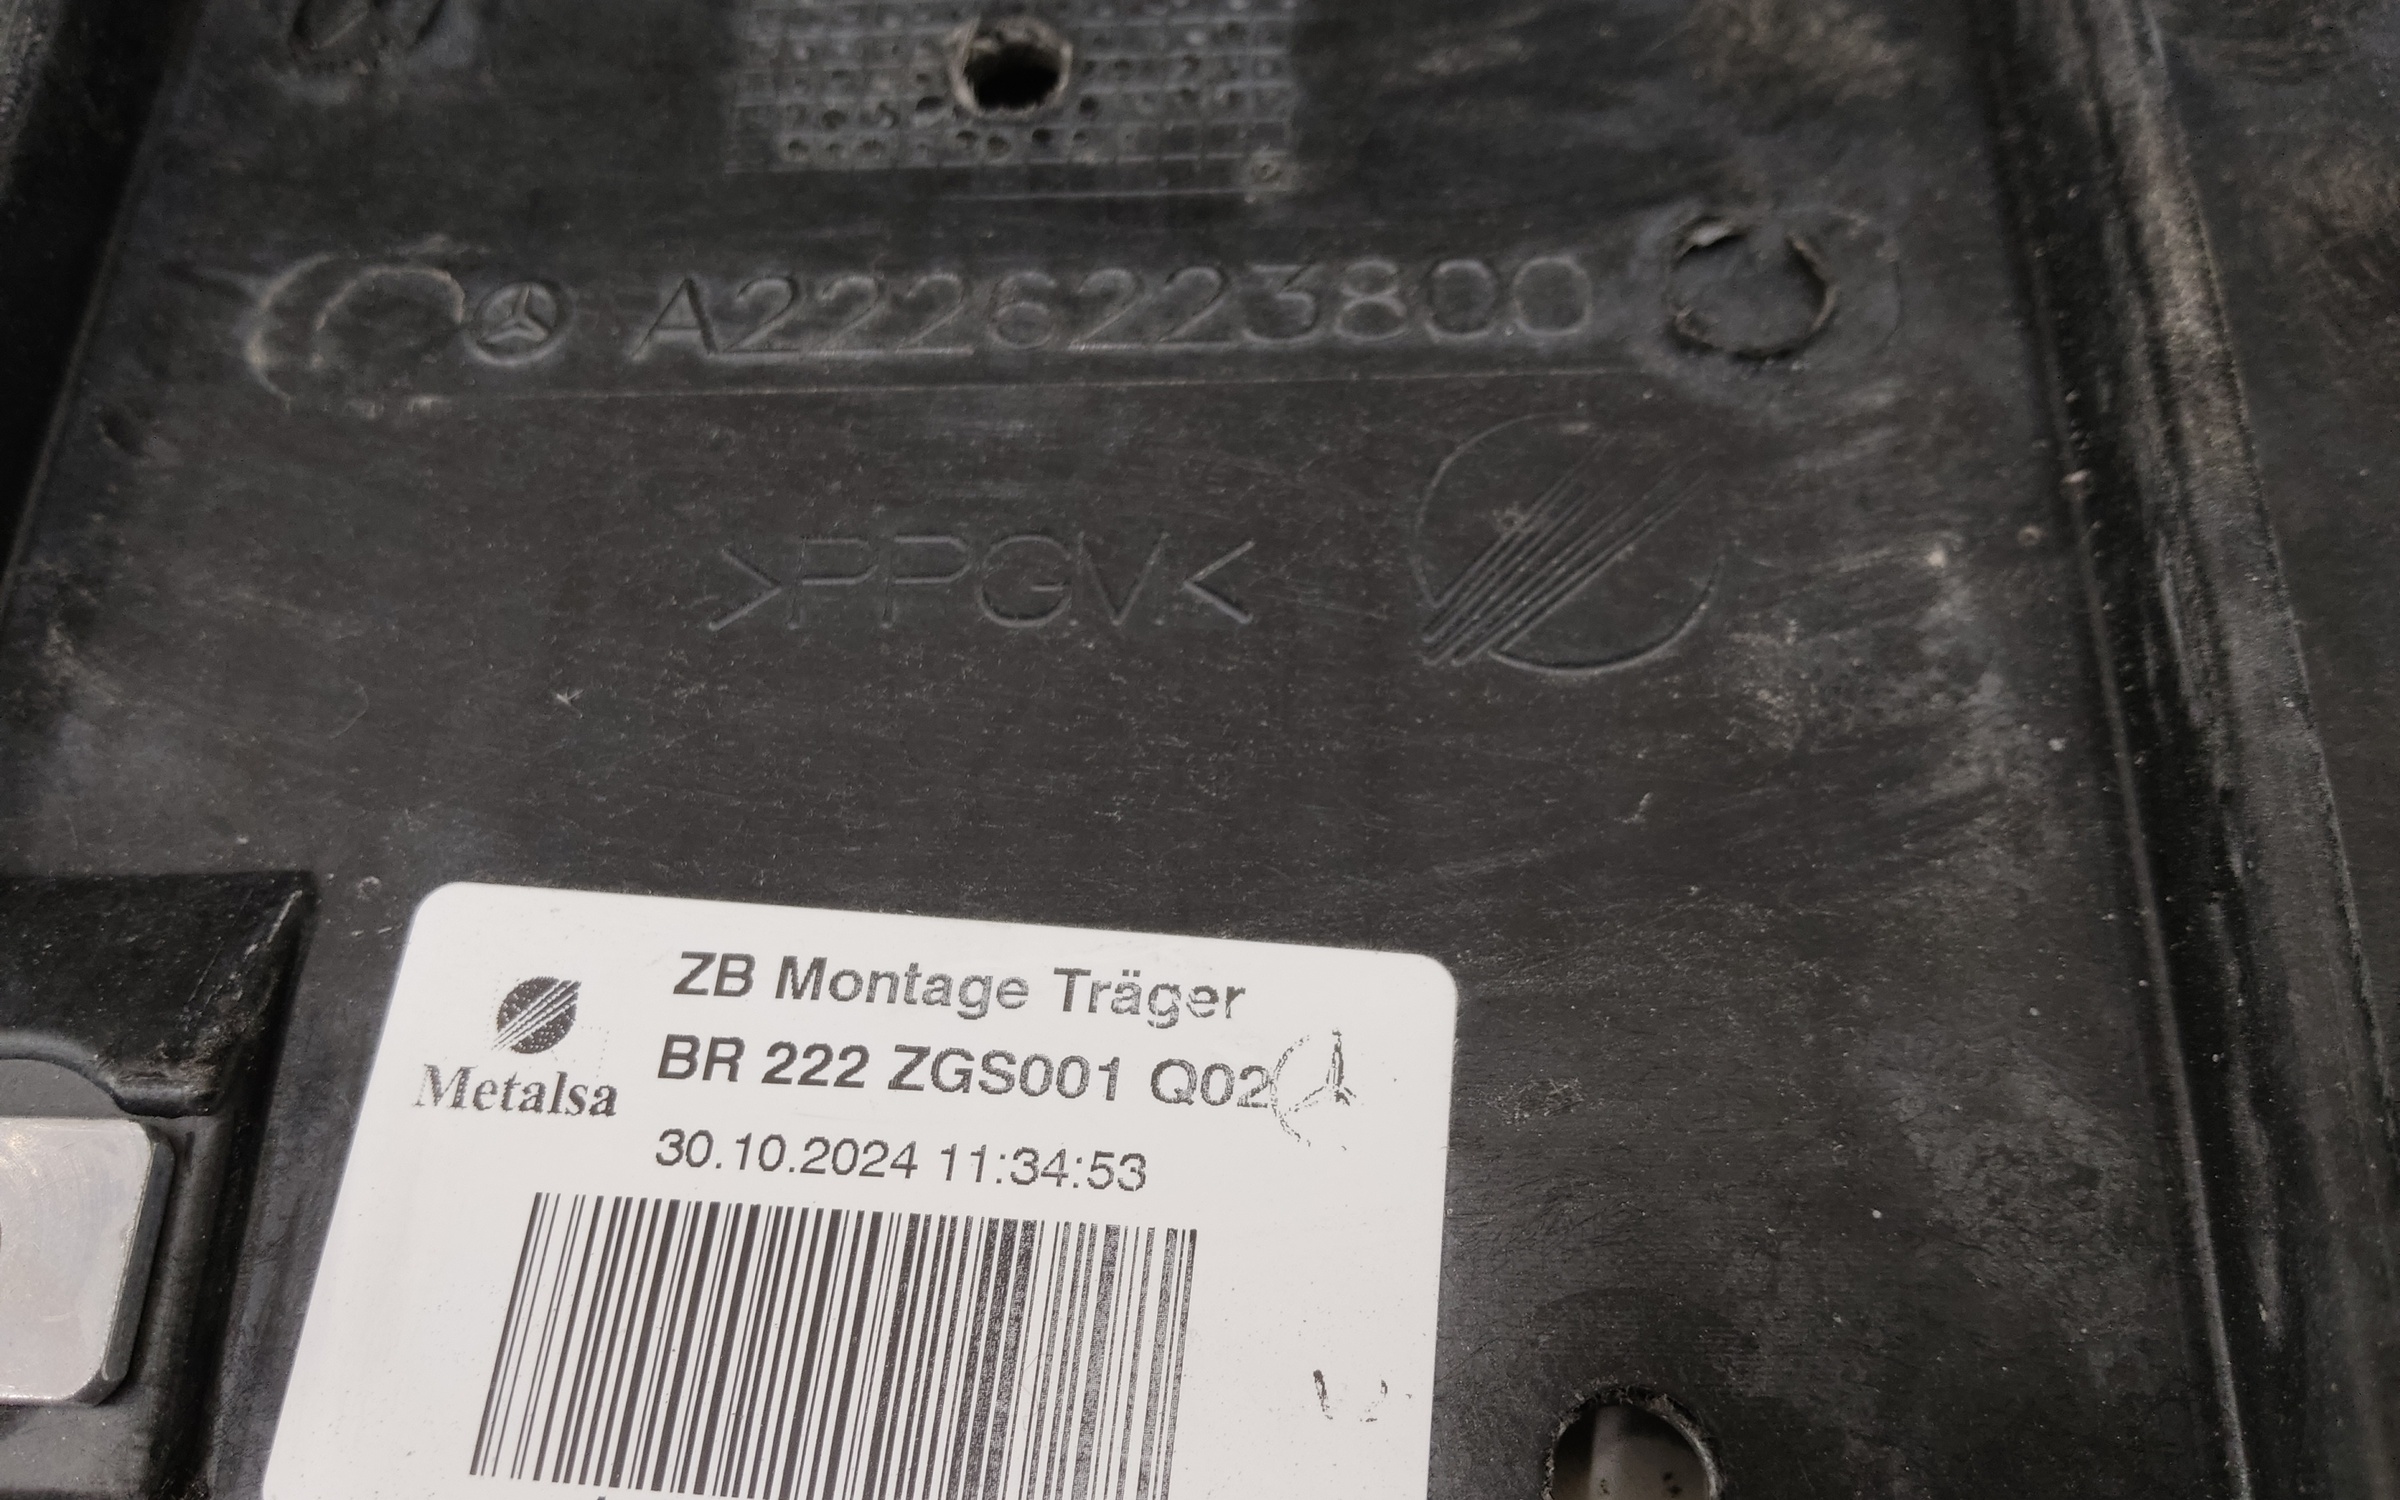 A2226223800
>PPGV.<
ZB Montage Träger
Metalsa
BR 222 ZGS001 Q02
30.10.2024 11:34:53